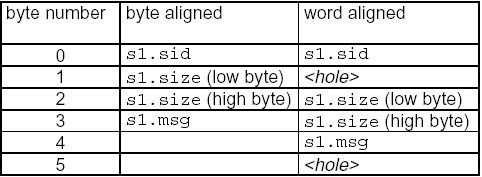 byte number byte aligned word aligned
0 s1.sid s1.sid
1 s1.size (low byte) <hole>
2 s1.size (high byte) s1.size (low byte)
3 s1.msg s1.size (high byte)
4 s1.msg
5 <hole>